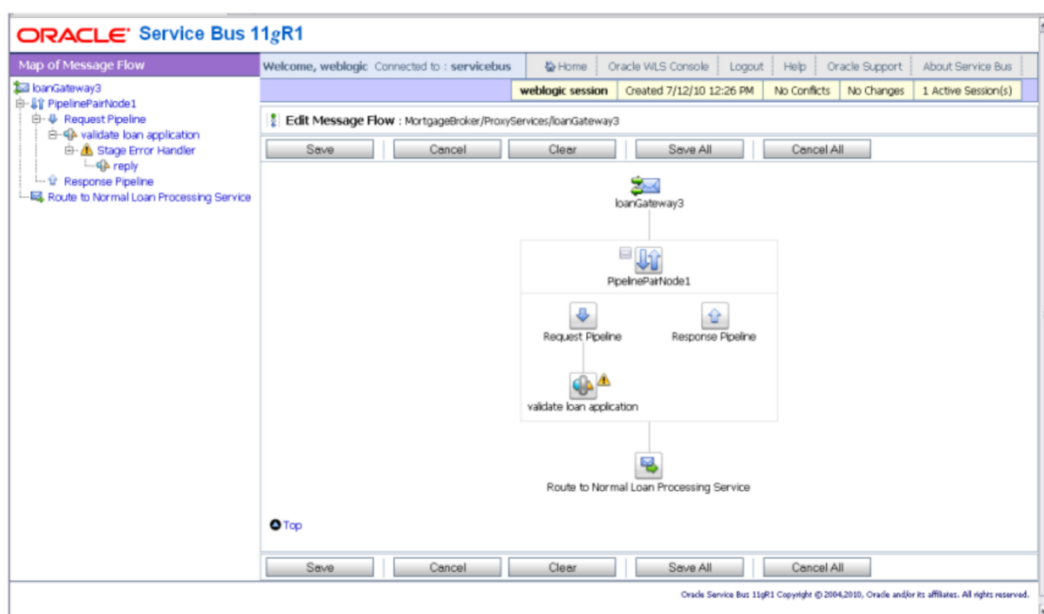 ORACLE® Service Bus 11gR1
Map of Message Flow
loanGateway3
PipelinePairNode1
Request Pipeline
validate loan application
Stage Error Handler
reply
Response Pipeline
Route to Normal Loan Processing Service
Welcome, weblogic Connected to : servicebus Home Oracle WLS Console Logout Help Oracle Support About Service Bus
weblogic session Created 7/12/10 12:26 PM No Conflicts No Changes 1 Active Session(s)
Edit Message Flow : MortgageBroker/ProxyServices/loanGateway3
Save Cancel Clear Save All Cancel All
loanGateway3
PipelinePairNode1
Request Pipeline Response Pipeline
validate loan application
Route to Normal Loan Processing Service
Top
Save Cancel Clear Save All Cancel All
Oracle Service Bus 11gR1 Copyright © 2004,2010, Oracle and/or its affiliates. All rights reserved.